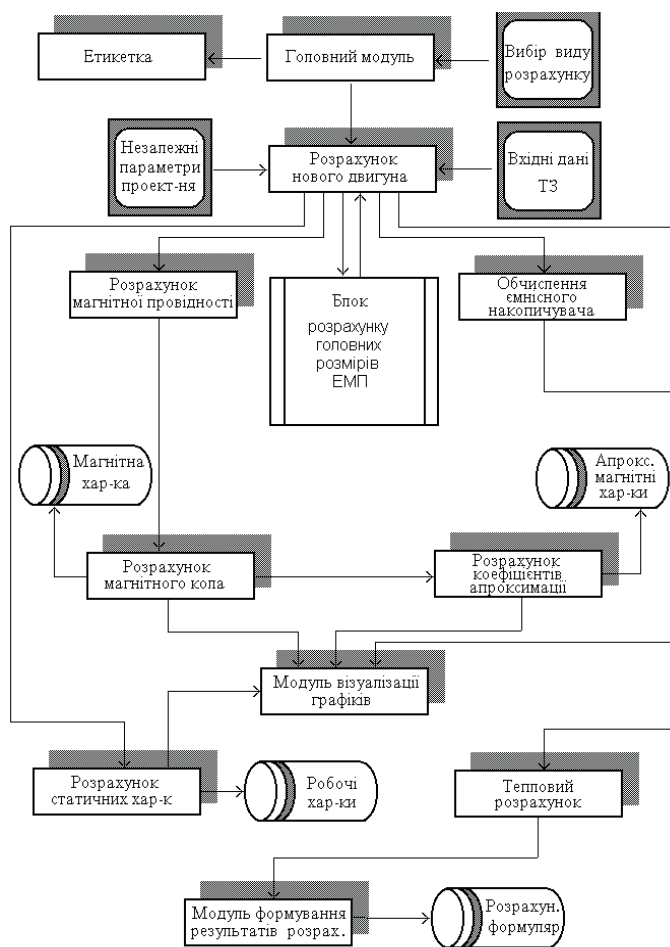 Етикетка
Головний модуль
Вибір виду
розрахунку
Незалежні
параметри
проект-ня
Розрахунок
нового двигуна
Вхідні дані
ТЗ
Розрахунок
магнітної провідності
Блок
розрахунку
головних
розмірів
ЕМП
Обчислення
ємнісного
накопичувача
Магнітна
хар-ка
Апрокс.
магнітні
хар-ки
Розрахунок
магнітного кола
Розрахунок
коефіцієнтів
апроксимації
Модуль візуалізації
графіків
Розрахунок
статичних хар-к
Робочі
хар-ки
Тепловий
розрахунок
Модуль формування
результатів розрах.
Розрахун.
формуляр